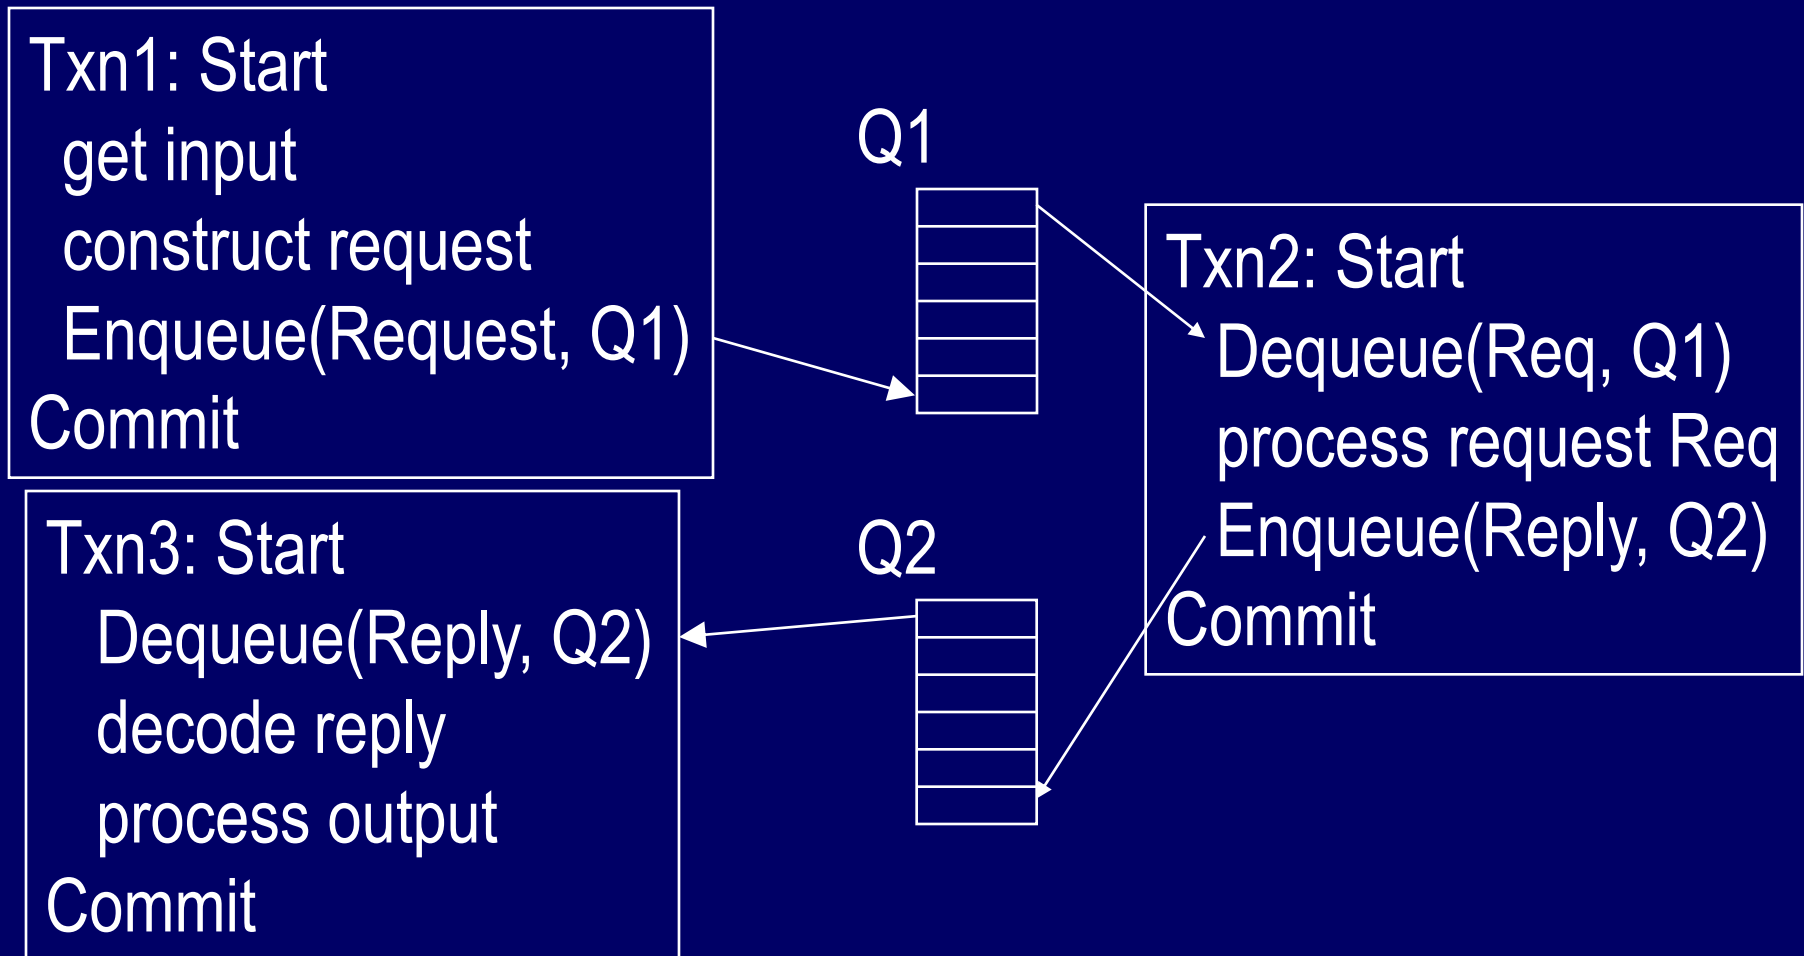 Txn1: Start
get input
construct request
Enqueue(Request, Q1)
Commit
Q1
Txn2: Start
Dequeue(Req, Q1)
process request Req
Enqueue(Reply, Q2)
Commit
Q2
Txn3: Start
Dequeue(Reply, Q2)
decode reply
process output
Commit